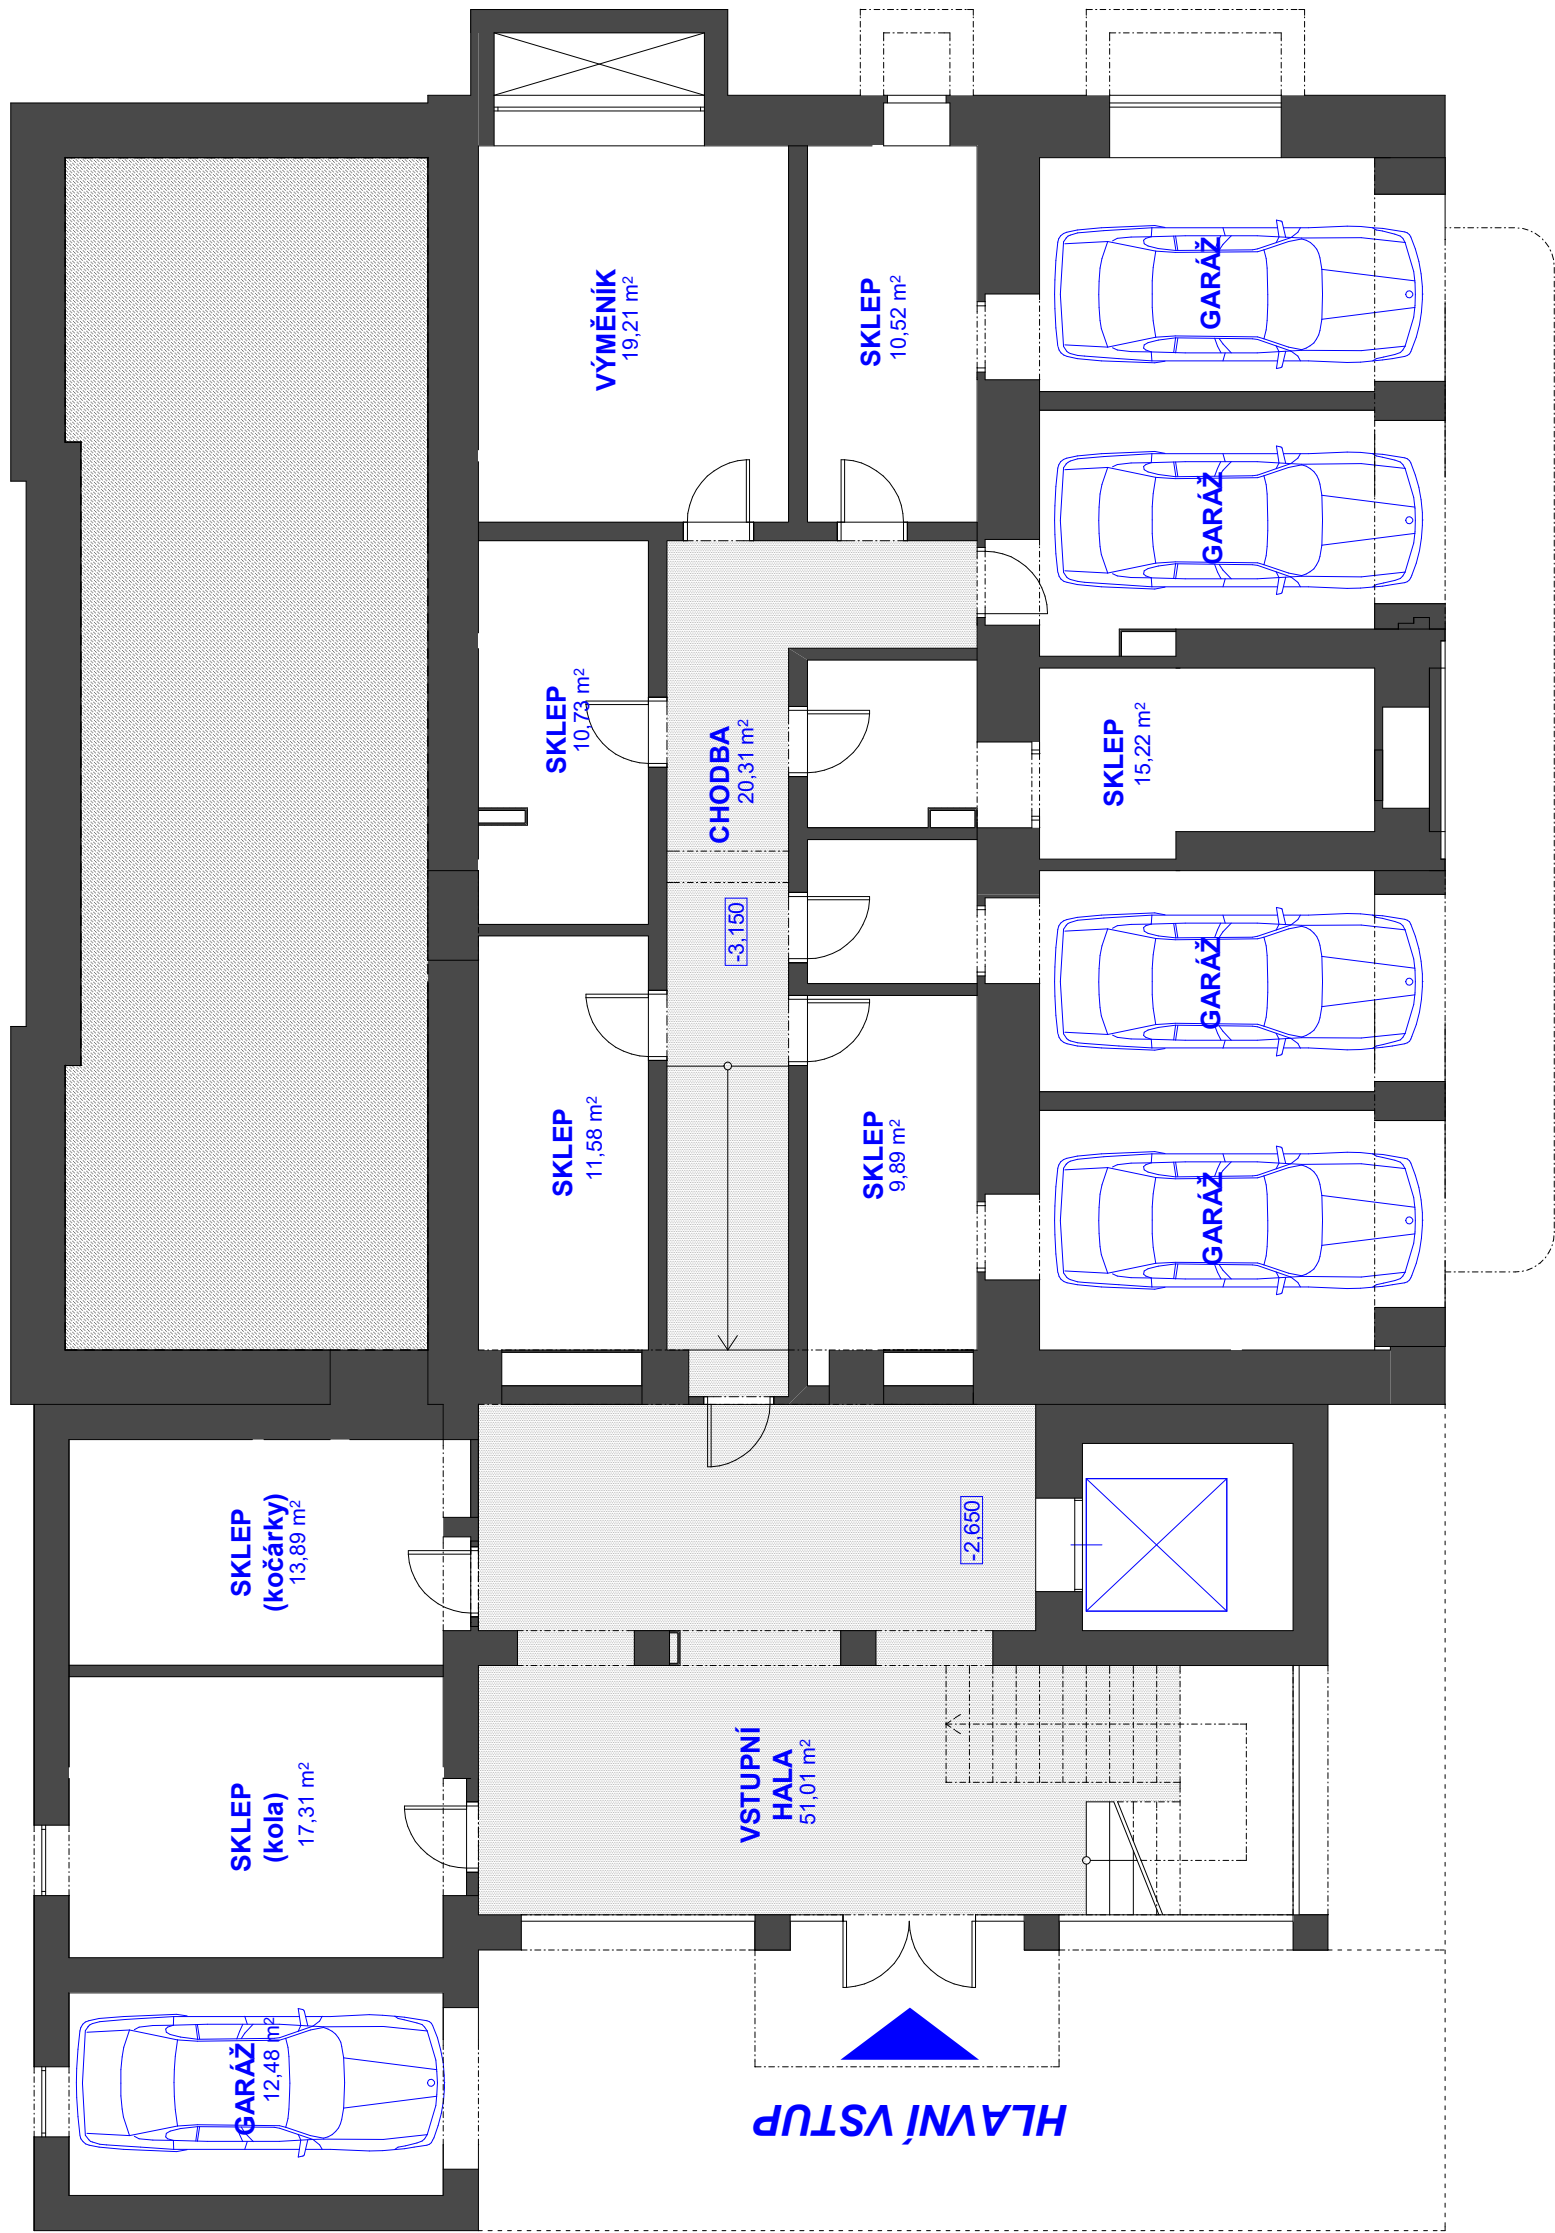 VÝMĚNÍK
19,21 m²
SKLEP
10,52 m²
GARÁŽ
GARÁŽ
SKLEP
10,73 m²
CHODBA
20,31 m²
SKLEP
15,22 m²
-3,150
GARÁŽ
SKLEP
11,58 m²
SKLEP
9,89 m²
GARÁŽ
SKLEP
(kočárky)
13,89 m²
-2,650
SKLEP
(kola)
17,31 m²
VSTUPNÍ
HALA
51,01 m²
GARÁŽ
12,48 m²
HLAVNÍ VSTUP